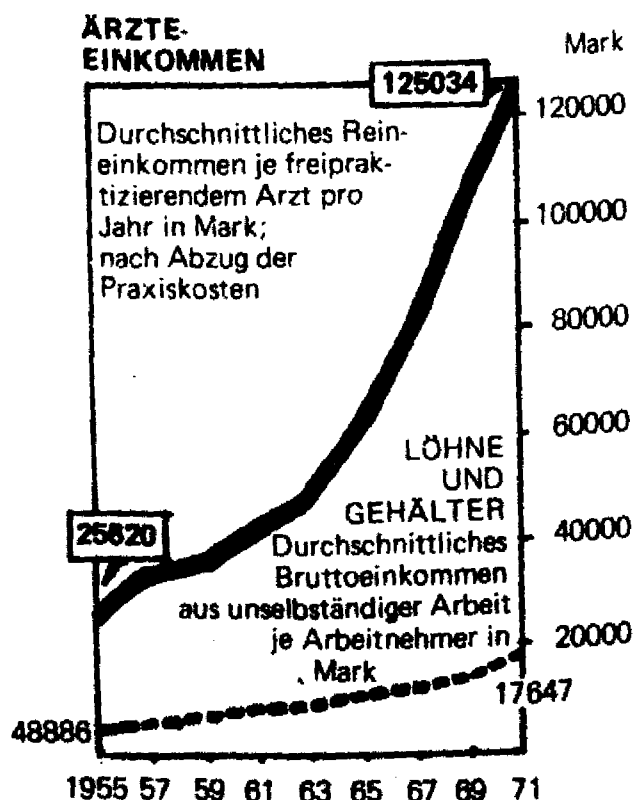 ÄRZTE-
EINKOMMEN
Mark
125034
Durchschnittliches Rein-
einkommen je freiprak-
tizierendem Arzt pro
Jahr in Mark;
nach Abzug der
Praxiskosten
120000
100000
80000
60000
40000
20000
LÖHNE
UND
GEHÄLTER
Durchschnittliches
Bruttoeinkommen
aus unselbständiger Arbeit
je Arbeitnehmer in
Mark
25620
17647
48886
1955 57 59 61 63 65 67 69 71